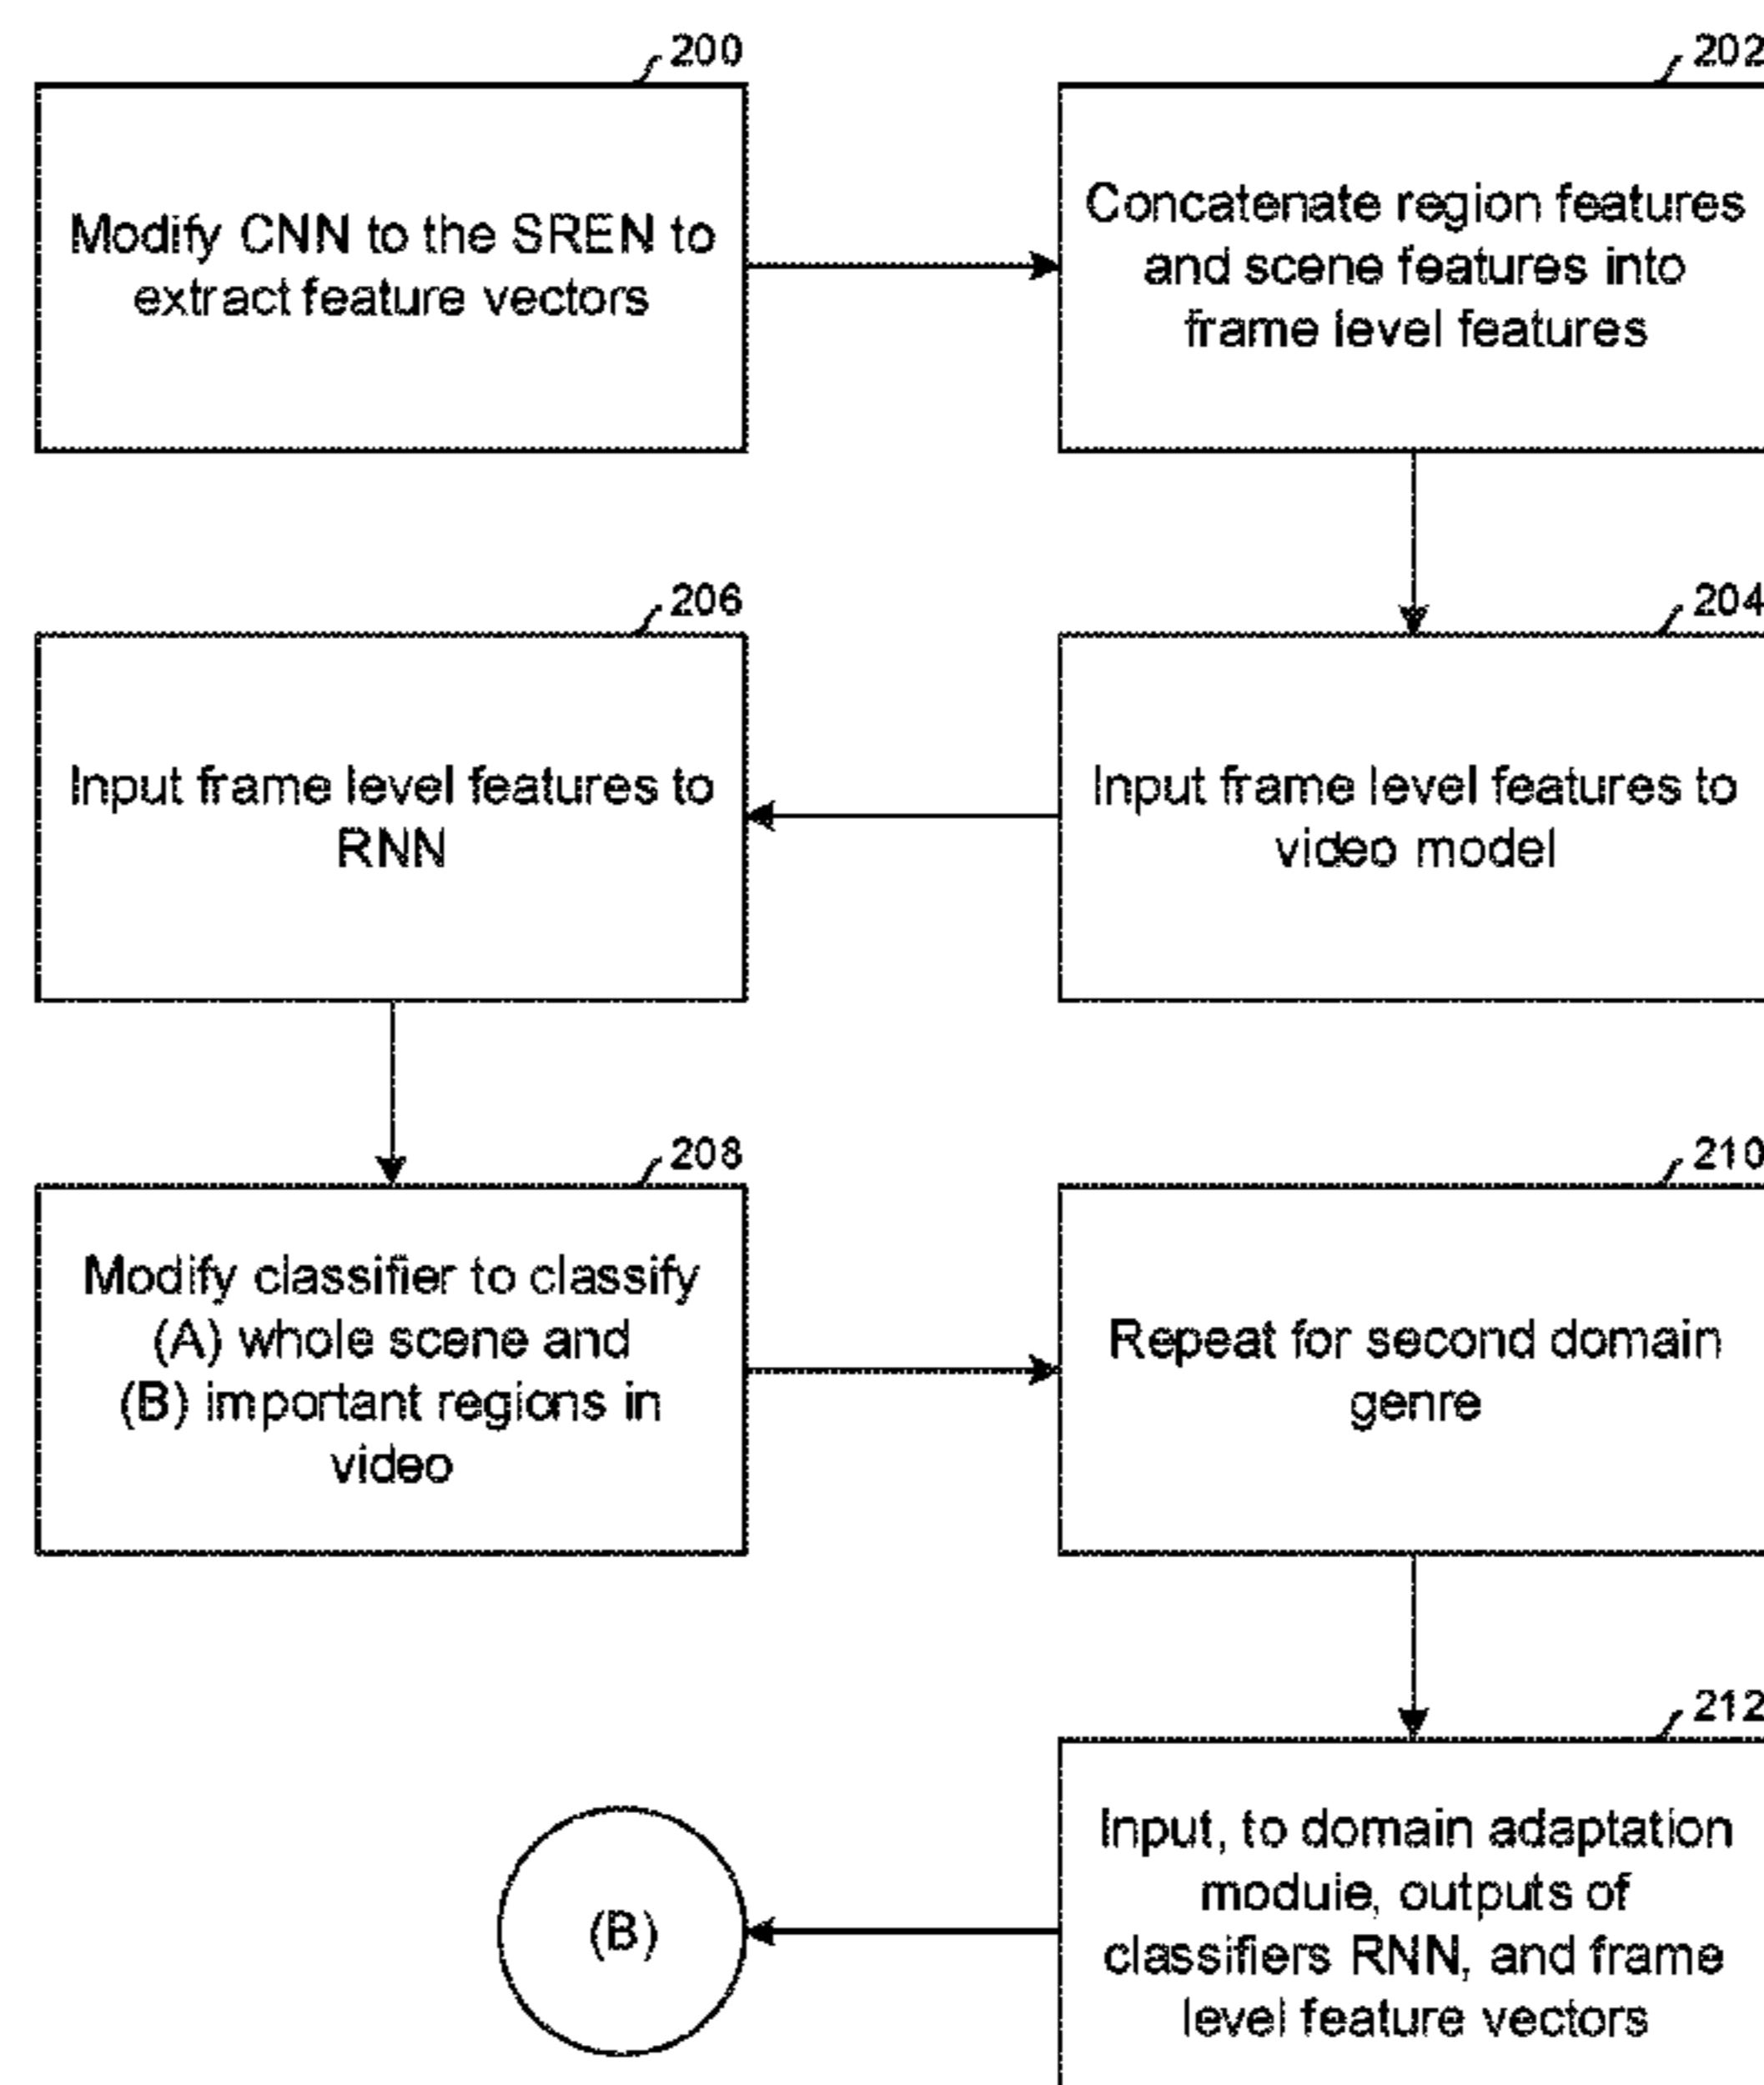 200
Modify CNN to the SREN to
extract feature vectors
202
Concatenate region features
and scene features into
frame level features
206
Input frame level features to
RNN
204
Input frame level features to
video model
208
Modify classifier to classify
(A) whole scene and
(B) important regions in
video
210
Repeat for second domain
genre
212
Input, to domain adaptation
module, outputs of
classifiers RNN, and frame
level feature vectors
(B)